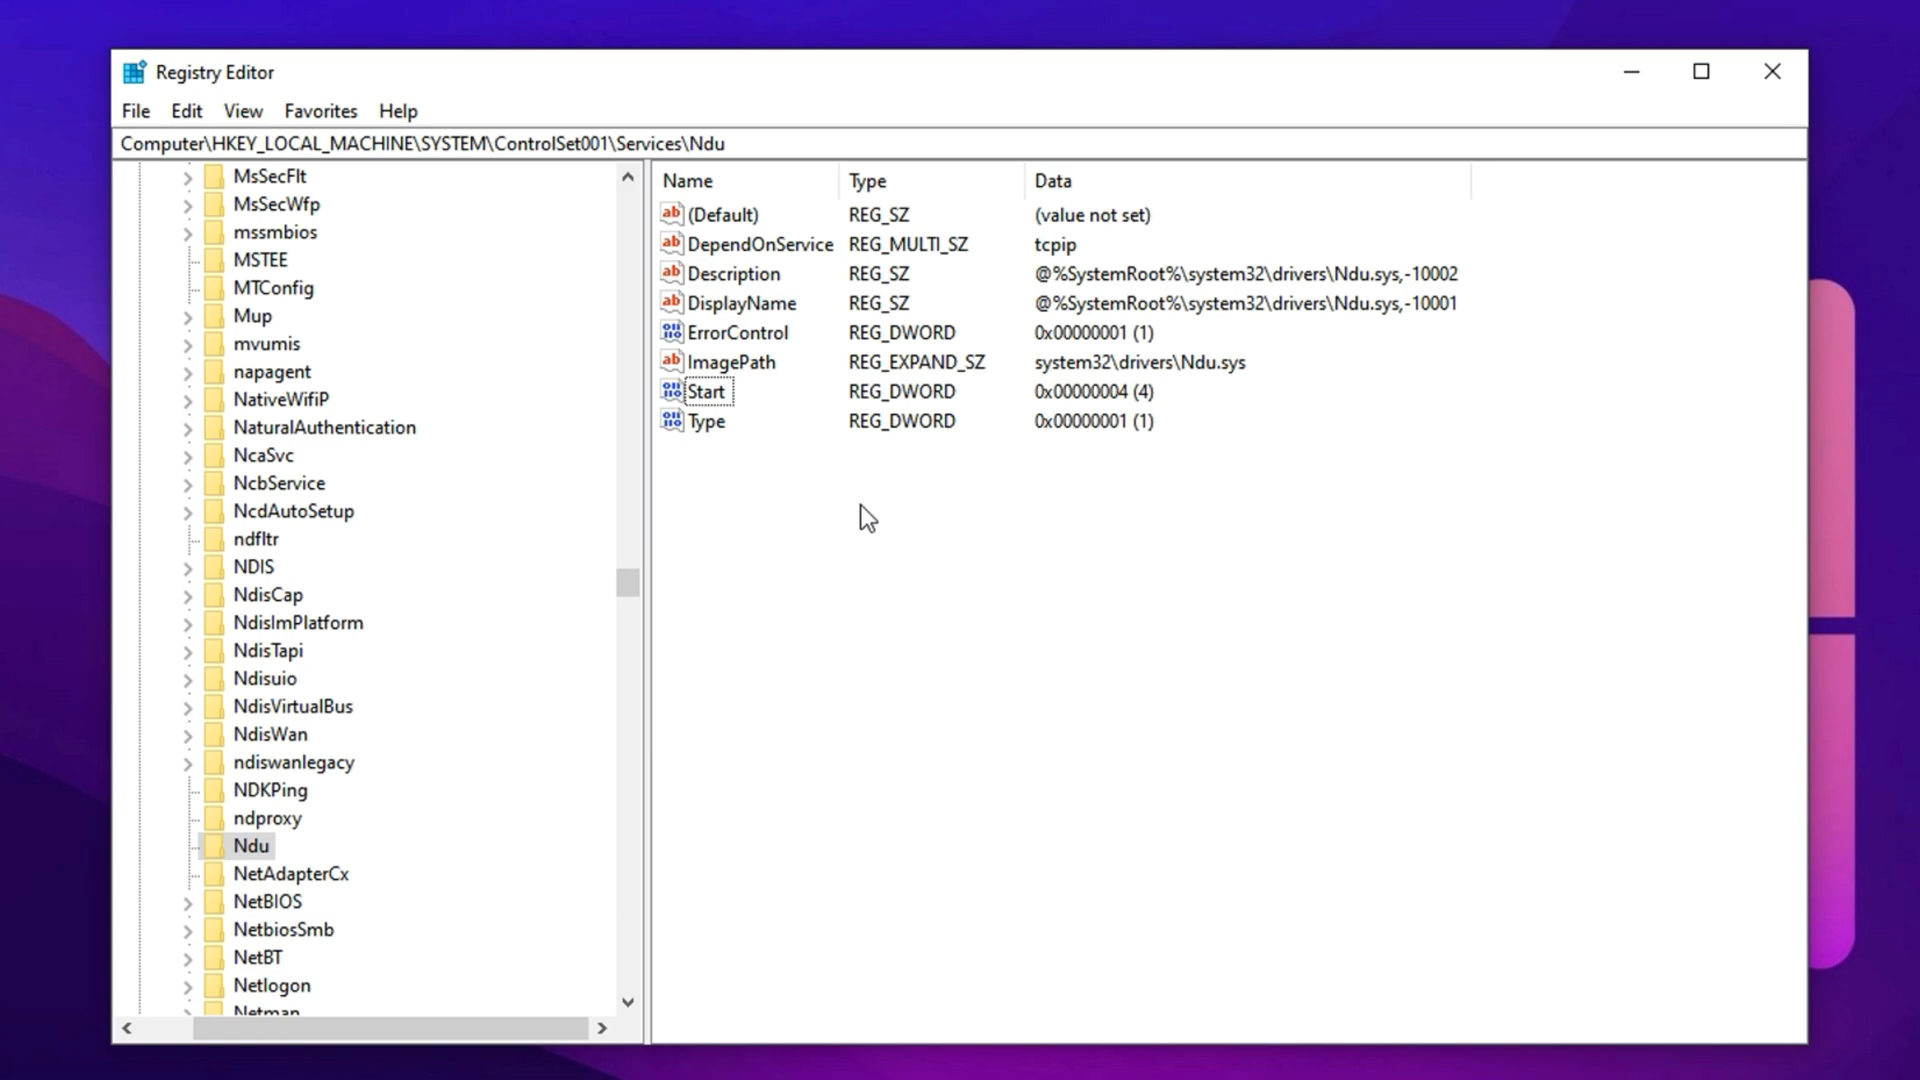 Registry Editor
File Edit View Favorites Help
Computer\HKEY_LOCAL_MACHINE\SYSTEM\ControlSet001\Services\Ndu
MsSecFlt
MsSecWfp
mssmbios
MSTEE
MTConfig
Mup
mvumis
napagent
NativeWifiP
NaturalAuthentication
NcaSvc
NcbService
NcdAutoSetup
ndfltr
NDIS
NdisCap
NdisImPlatform
NdisTapi
Ndisuio
NdisVirtualBus
NdisWan
ndiswanlegacy
NDKPing
ndproxy
Ndu
NetAdapterCx
NetBIOS
NetbiosSmb
NetBT
Netlogon
Netman
Name Type Data
(Default) REG_SZ (value not set)
DependOnService REG_MULTI_SZ tcpip
Description REG_SZ @%SystemRoot%\system32\drivers\Ndu.sys,-10002
DisplayName REG_SZ @%SystemRoot%\system32\drivers\Ndu.sys,-10001
ErrorControl REG_DWORD 0x00000001 (1)
ImagePath REG_EXPAND_SZ system32\drivers\Ndu.sys
Start REG_DWORD 0x00000004 (4)
Type REG_DWORD 0x00000001 (1)